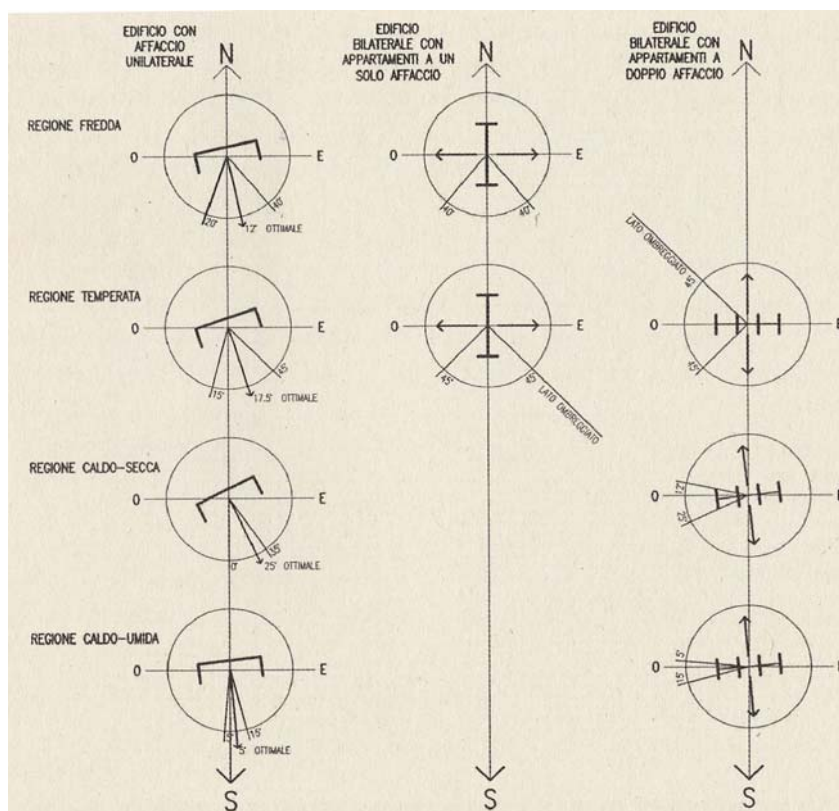 EDIFICIO CON
AFFACCIO
UNILATERALE
N
EDIFICIO
BILATERALE CON
APPARTAMENTI A UN
SOLO AFFACCIO
N
EDIFICIO
BILATERALE CON
APPARTAMENTI A
DOPPIO AFFACCIO
N
REGIONE FREDDA
O
E
20'
12' OTTIMALE
40'
O
E
40'
40'
REGIONE TEMPERATA
O
E
15'
17.5' OTTIMALE
45'
O
E
45'
45'
LATO OMBREGGIATO
LATO OMBREGGIATO
45'
O
E
45'
REGIONE CALDO-SECCA
O
E
0'
25' OTTIMALE
35'
O
E
12'
25'
REGIONE CALDO-UMIDA
O
E
5'
5' OTTIMALE
15'
O
E
5'
15'
S
S
S